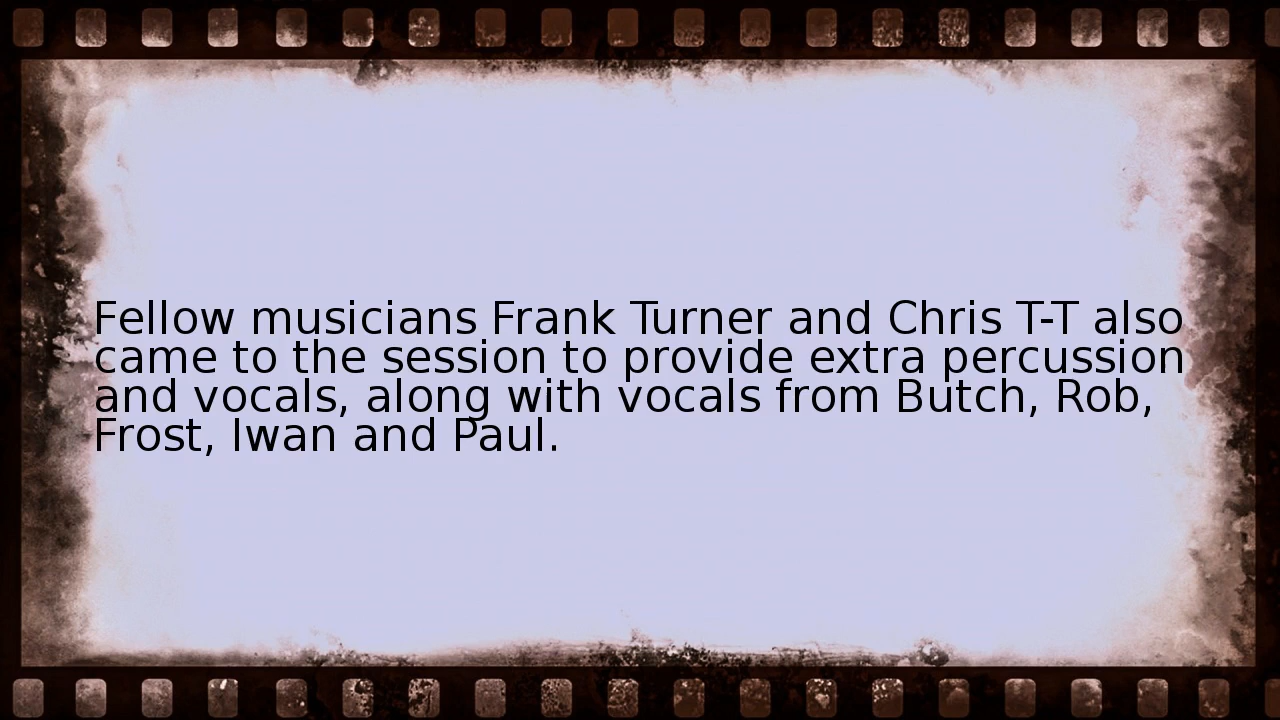 Fellow musicians Frank Turner and Chris T-T also
came to the session to provide extra percussion
and vocals, along with vocals from Butch, Rob,
Frost, Iwan and Paul.